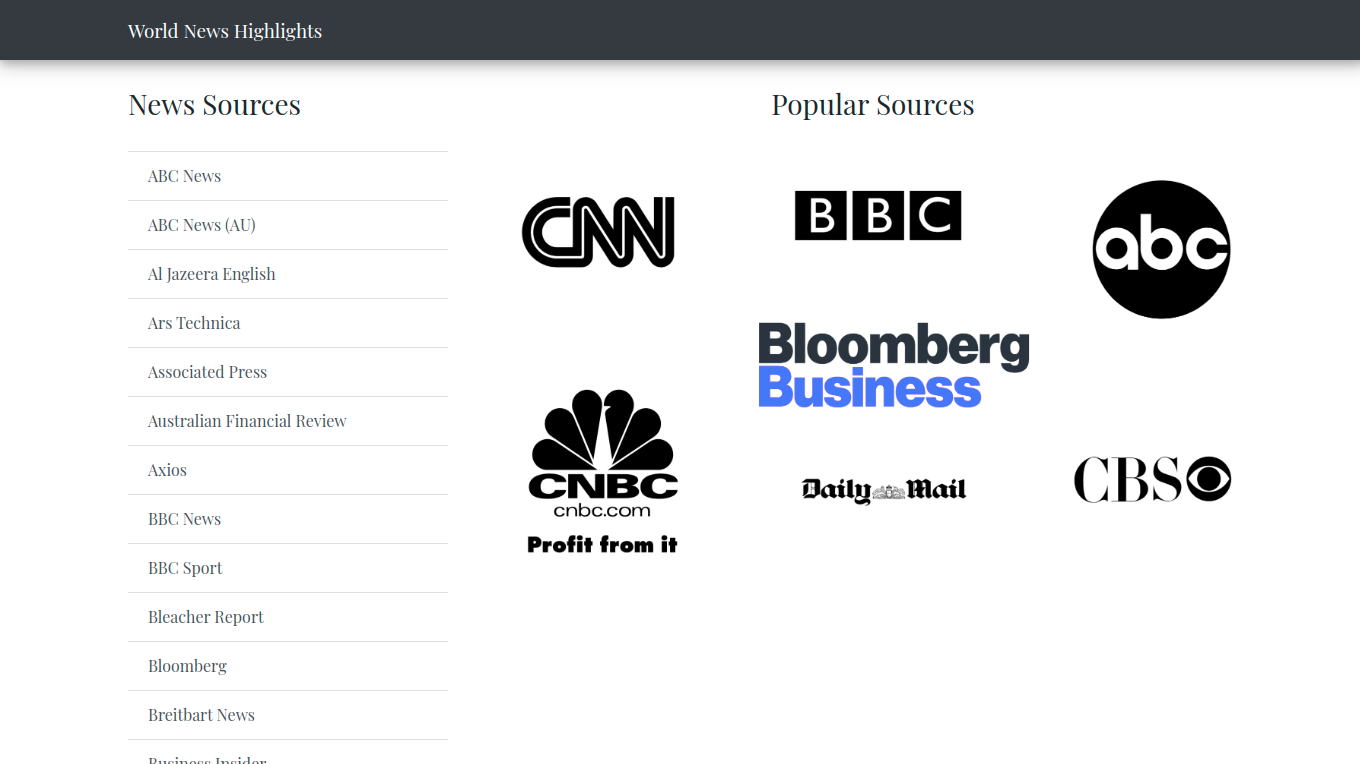 World News Highlights
News Sources
ABC News
ABC News (AU)
Al Jazeera English
Ars Technica
Associated Press
Australian Financial Review
Axios
BBC News
BBC Sport
Bleacher Report
Bloomberg
Breitbart News
Business Insider
Popular Sources
CNN
BBC
abc
Bloomberg
Business
CNBC
cnbc.com
Profit from it
Daily Mail
CBS